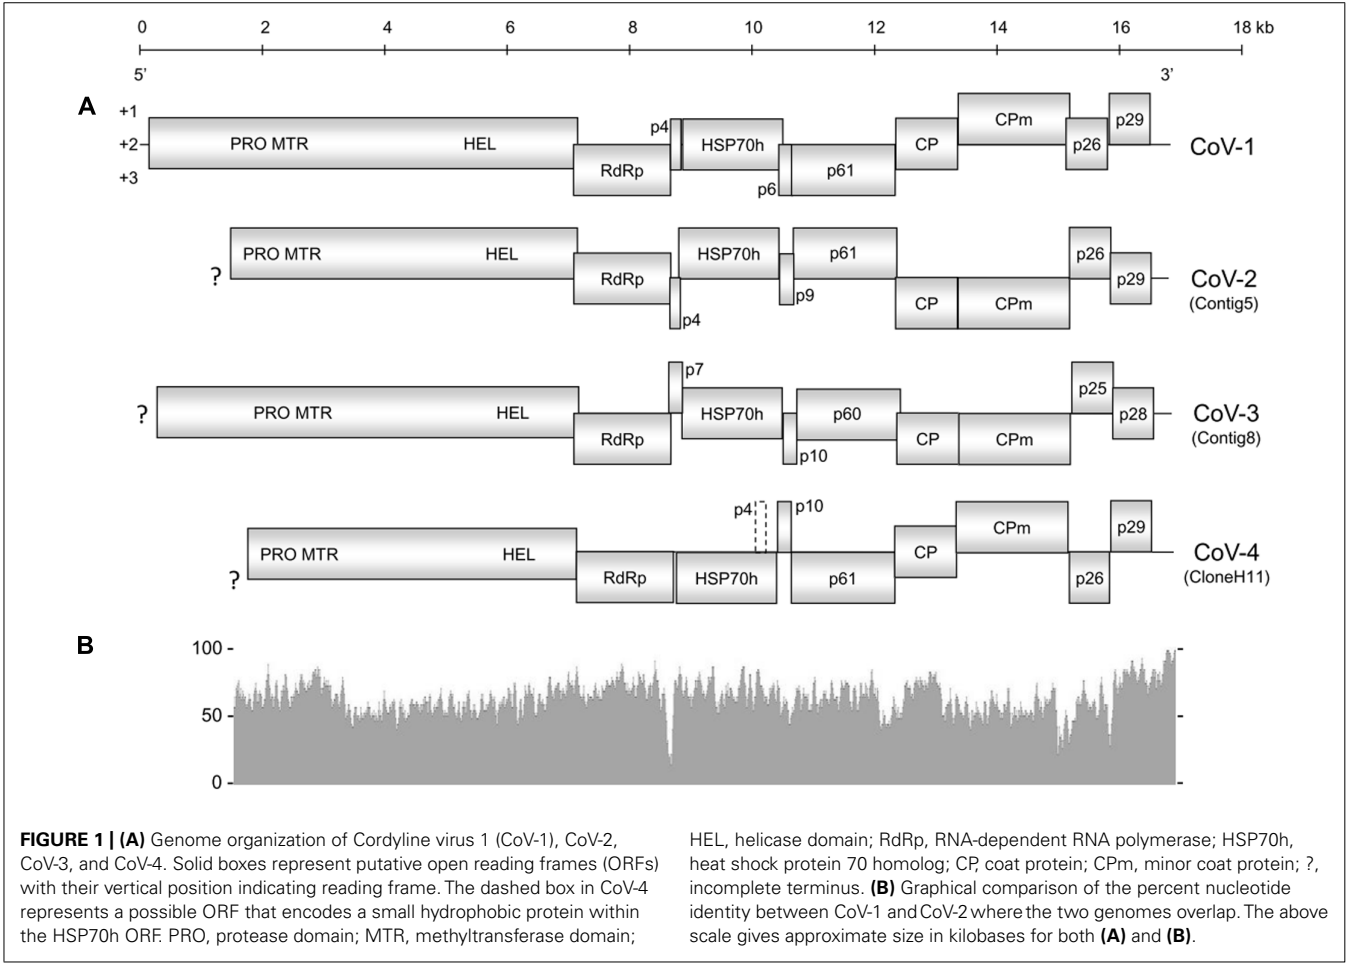 0 2 4 6 8 10 12 14 16 18 kb
5’ 3’
A
+1
+2
+3
PRO MTR HEL RdRp p4 HSP70h p6 p61 CP CPm p26 p29 CoV-1
? PRO MTR HEL RdRp p4 HSP70h p9 p61 CP CPm p26 p29 CoV-2
(Contig5)
? PRO MTR HEL RdRp p7 HSP70h p10 p60 CP CPm p25 p28 CoV-3
(Contig8)
? PRO MTR HEL RdRp HSP70h p4 p10 p61 CP CPm p26 p29 CoV-4
(CloneH11)
B
100
50
0
FIGURE 1 | (A) Genome organization of Cordyline virus 1 (CoV-1), CoV-2,
CoV-3, and CoV-4. Solid boxes represent putative open reading frames (ORFs)
with their vertical position indicating reading frame. The dashed box in CoV-4
represents a possible ORF that encodes a small hydrophobic protein within
the HSP70h ORF. PRO, protease domain; MTR, methyltransferase domain;
HEL, helicase domain; RdRp, RNA-dependent RNA polymerase; HSP70h,
heat shock protein 70 homolog; CP, coat protein; CPm, minor coat protein; ?,
incomplete terminus. (B) Graphical comparison of the percent nucleotide
identity between CoV-1 and CoV-2 where the two genomes overlap. The above
scale gives approximate size in kilobases for both (A) and (B).